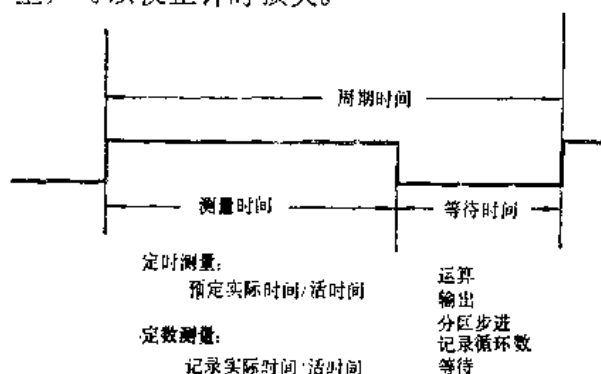 周期时间
测量时间
等待时间
定时测量:
预定实际时间/活时间
定数测量:
记录实际时间·活时间
运算
输出
分区步进
记录循环数
等待